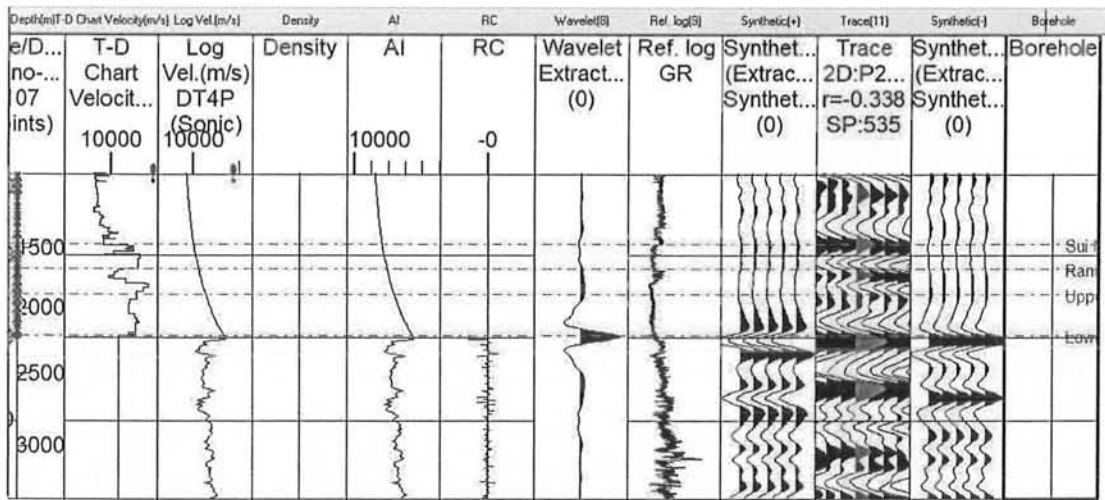 Depth(m) T-D Chart Velocity(m/s) Log Vel.(m/s) Density AI RC Wavelet(8) Ref. log(3) Synthetic(+) Trace(11) Synthetic(-) Borehole
e/D...
no-...
07
ints)
T-D
Chart
Velocit...
10000
Log
Vel.(m/s)
DT4P
(Sonic)
10000
Density
AI
10000
RC
-0
Wavelet
Extract...
(0)
Ref. log
GR
Synthet...
(Extrac...
Synthet...
(0)
Trace
2D:P2...
r=-0.338
SP:535
Synthet...
(Extrac...
Synthet...
(0)
Borehole
1500
2000
2500
3000
Sui
Ran
Upp
Low